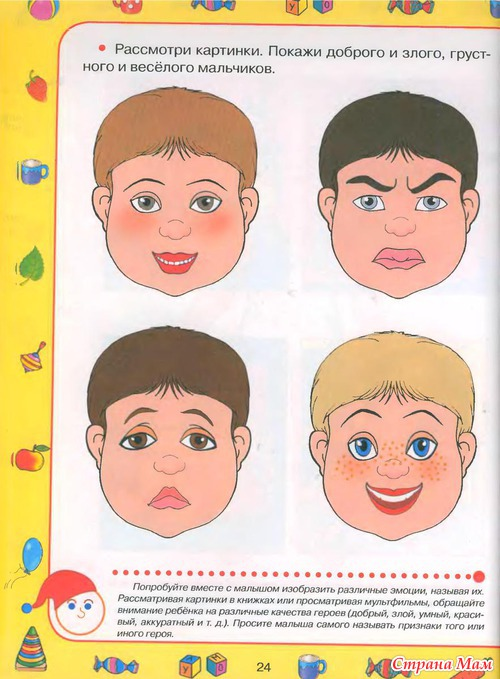 • Рассмотри картинки. Покажи доброго и злого, груст-
ного и весёлого мальчиков.
Попробуйте вместе с малышом изобразить различные эмоции, называя их.
Рассматривая картинки в книжках или просматривая мультфильмы, обращайте
внимание ребёнка на различные качества героев (добрый, злой, умный, краси-
вый, аккуратный и т. д.). Просите малыша самого называть признаки того или
иного героя.
24
Страна Мам